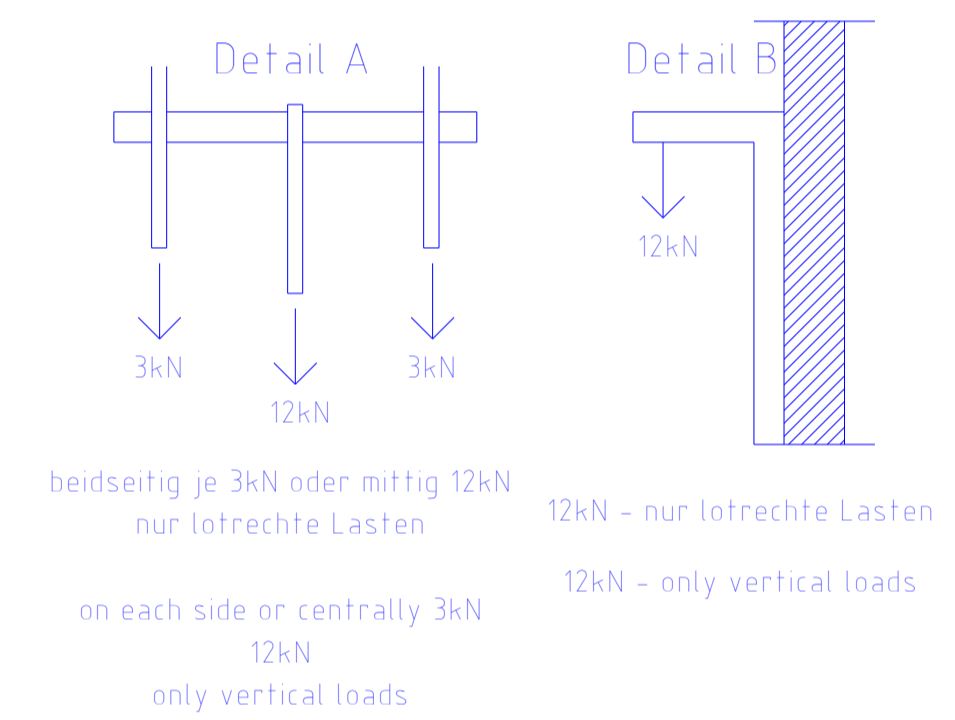 Detail A
3kN
12kN
3kN
beidseitig je 3kN oder mittig 12kN
nur lotrechte Lasten
on each side or centrally 3kN
12kN
only vertical loads
Detail B
12kN
12kN - nur lotrechte Lasten
12kN - only vertical loads